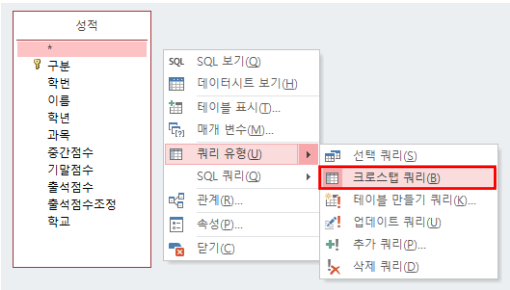 성적
*
구분
학번
이름
학년
과목
중간점수
기말점수
출석점수
출석점수조정
학교
SQL SQL 보기(Q)
데이터시트 보기(H)
테이블 표시(T)...
매개 변수(M)...
쿼리 유형(U)
SQL 쿼리(Q)
관계(R)...
속성(P)...
닫기(C)
선택 쿼리(S)
크로스탭 쿼리(B)
테이블 만들기 쿼리(K)...
업데이트 쿼리(U)
추가 쿼리(P)...
삭제 쿼리(D)